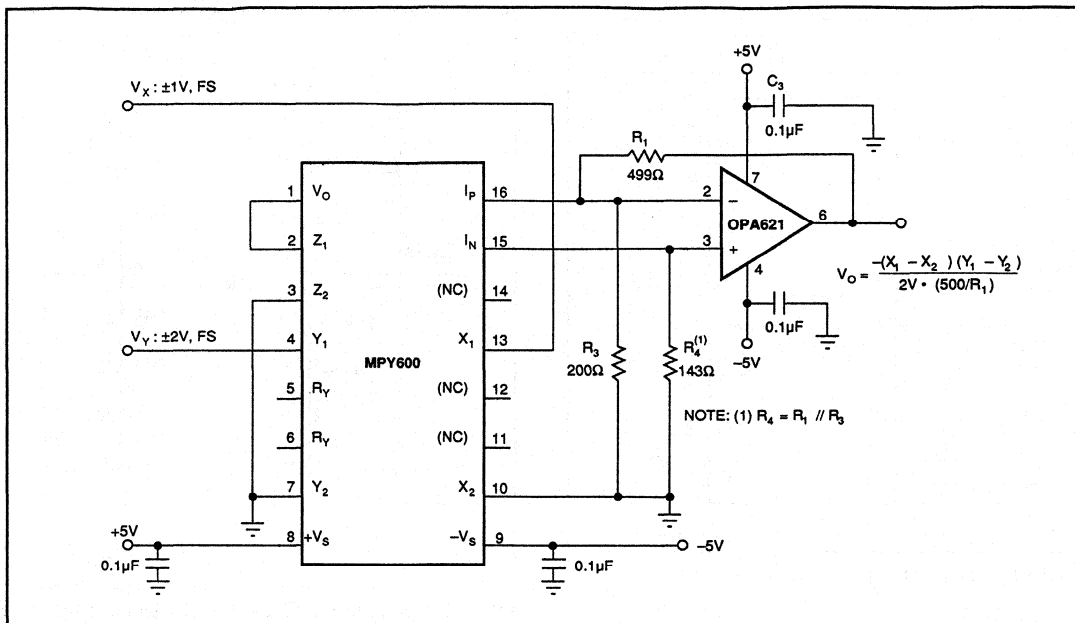 V_X : ±1V, FS
+5V
C_3
0.1µF
R_1
499Ω
1 V_O I_P 16
2 Z_1 I_N 15
3 Z_2 (NC) 14
V_Y : ±2V, FS
4 Y_1 X_1 13
MPY600
5 R_Y (NC) 12
6 R_Y (NC) 11
7 Y_2 X_2 10
8 +V_S –V_S 9
+5V
0.1µF
0.1µF
–5V
2 –
3 +
7
OPA621
6
4
V_O = –(X_1 – X_2) (Y_1 – Y_2) / 2V • (500/R_1)
0.1µF
–5V
R_3
200Ω
R_4^(1)
143Ω
NOTE: (1) R_4 = R_1 // R_3